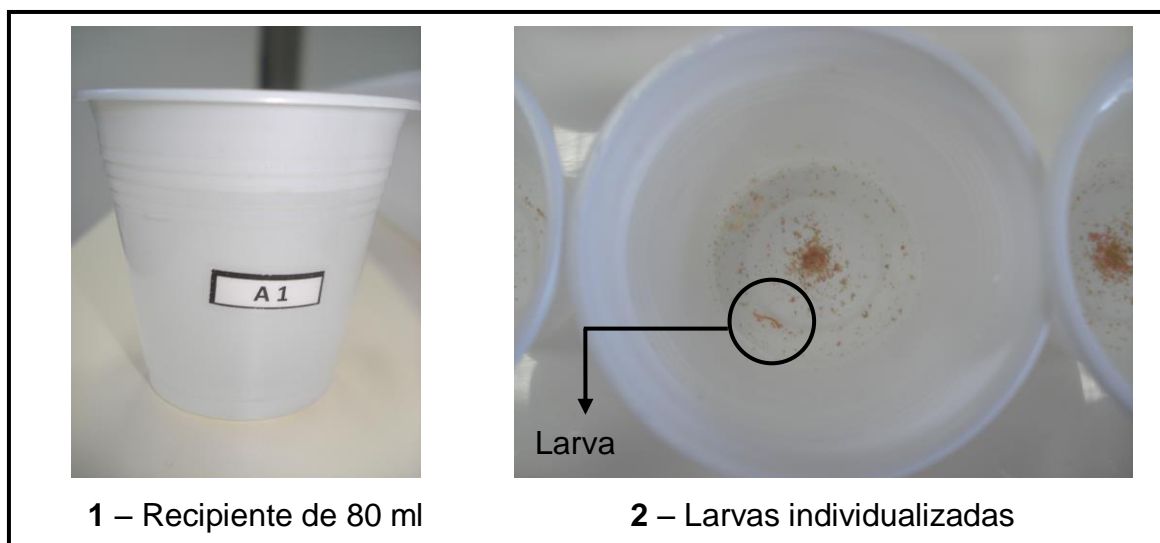 A 1
Larva
1 – Recipiente de 80 ml
2 – Larvas individualizadas